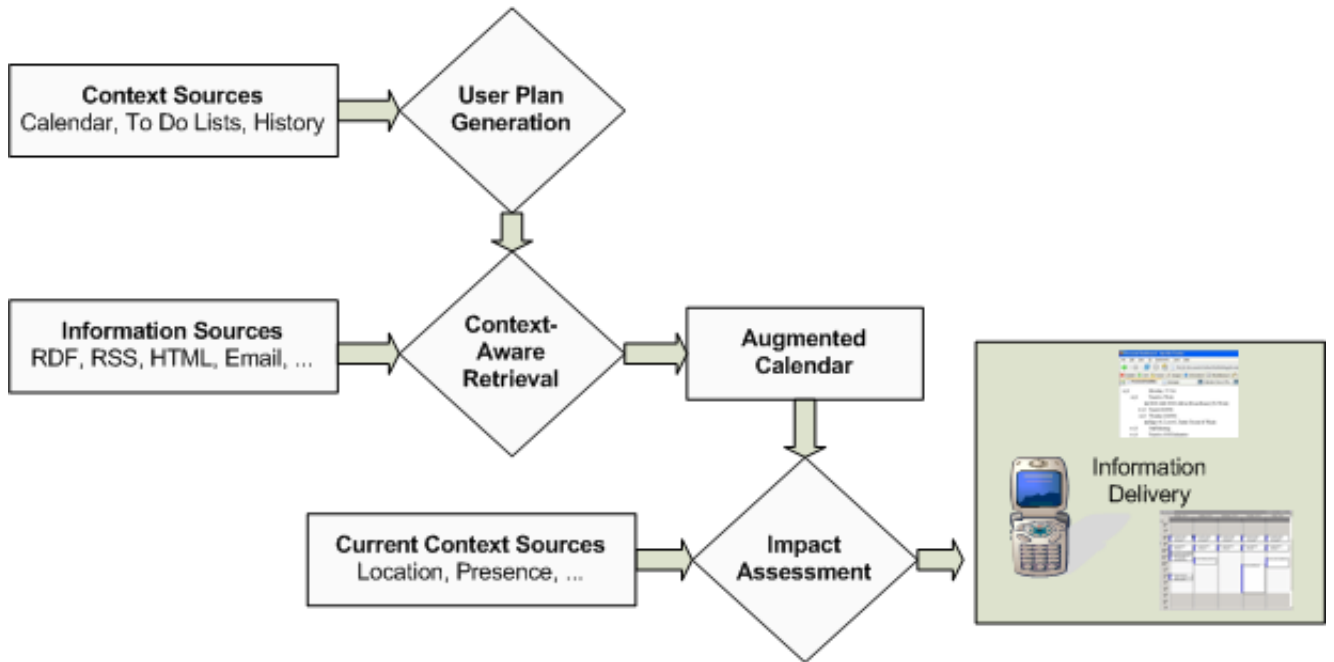 Context Sources
Calendar, To Do Lists, History
User Plan
Generation
Information Sources
RDF, RSS, HTML, Email, ...
Context-
Aware
Retrieval
Augmented
Calendar
Current Context Sources
Location, Presence, ...
Impact
Assessment
Information
Delivery